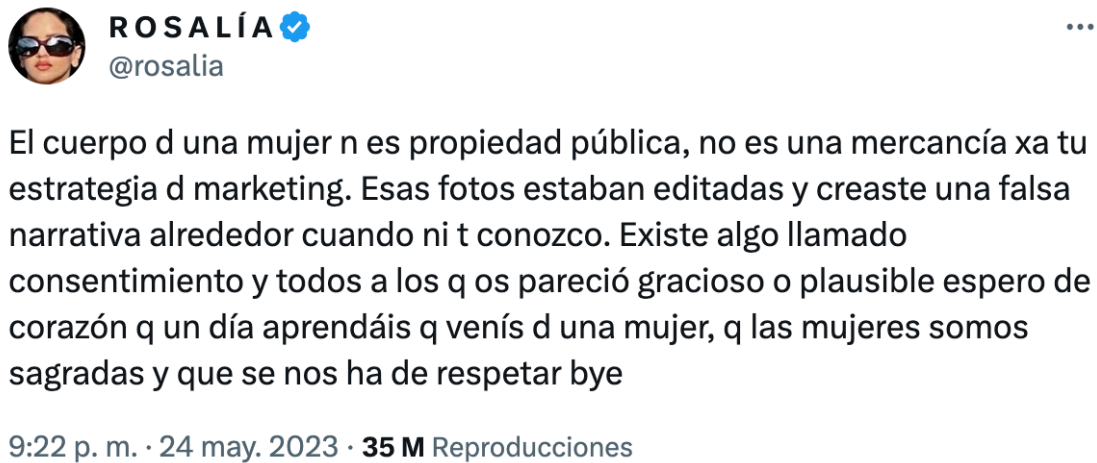 ROSALÍA
@rosalia
El cuerpo d una mujer n es propiedad pública, no es una mercancía xa tu
estrategia d marketing. Esas fotos estaban editadas y creaste una falsa
narrativa alrededor cuando ni t conozco. Existe algo llamado
consentimiento y todos a los q os pareció gracioso o plausible espero de
corazón q un día aprendáis q venís d una mujer, q las mujeres somos
sagradas y que se nos ha de respetar bye
9:22 p. m. · 24 may. 2023 · 35 M Reproducciones